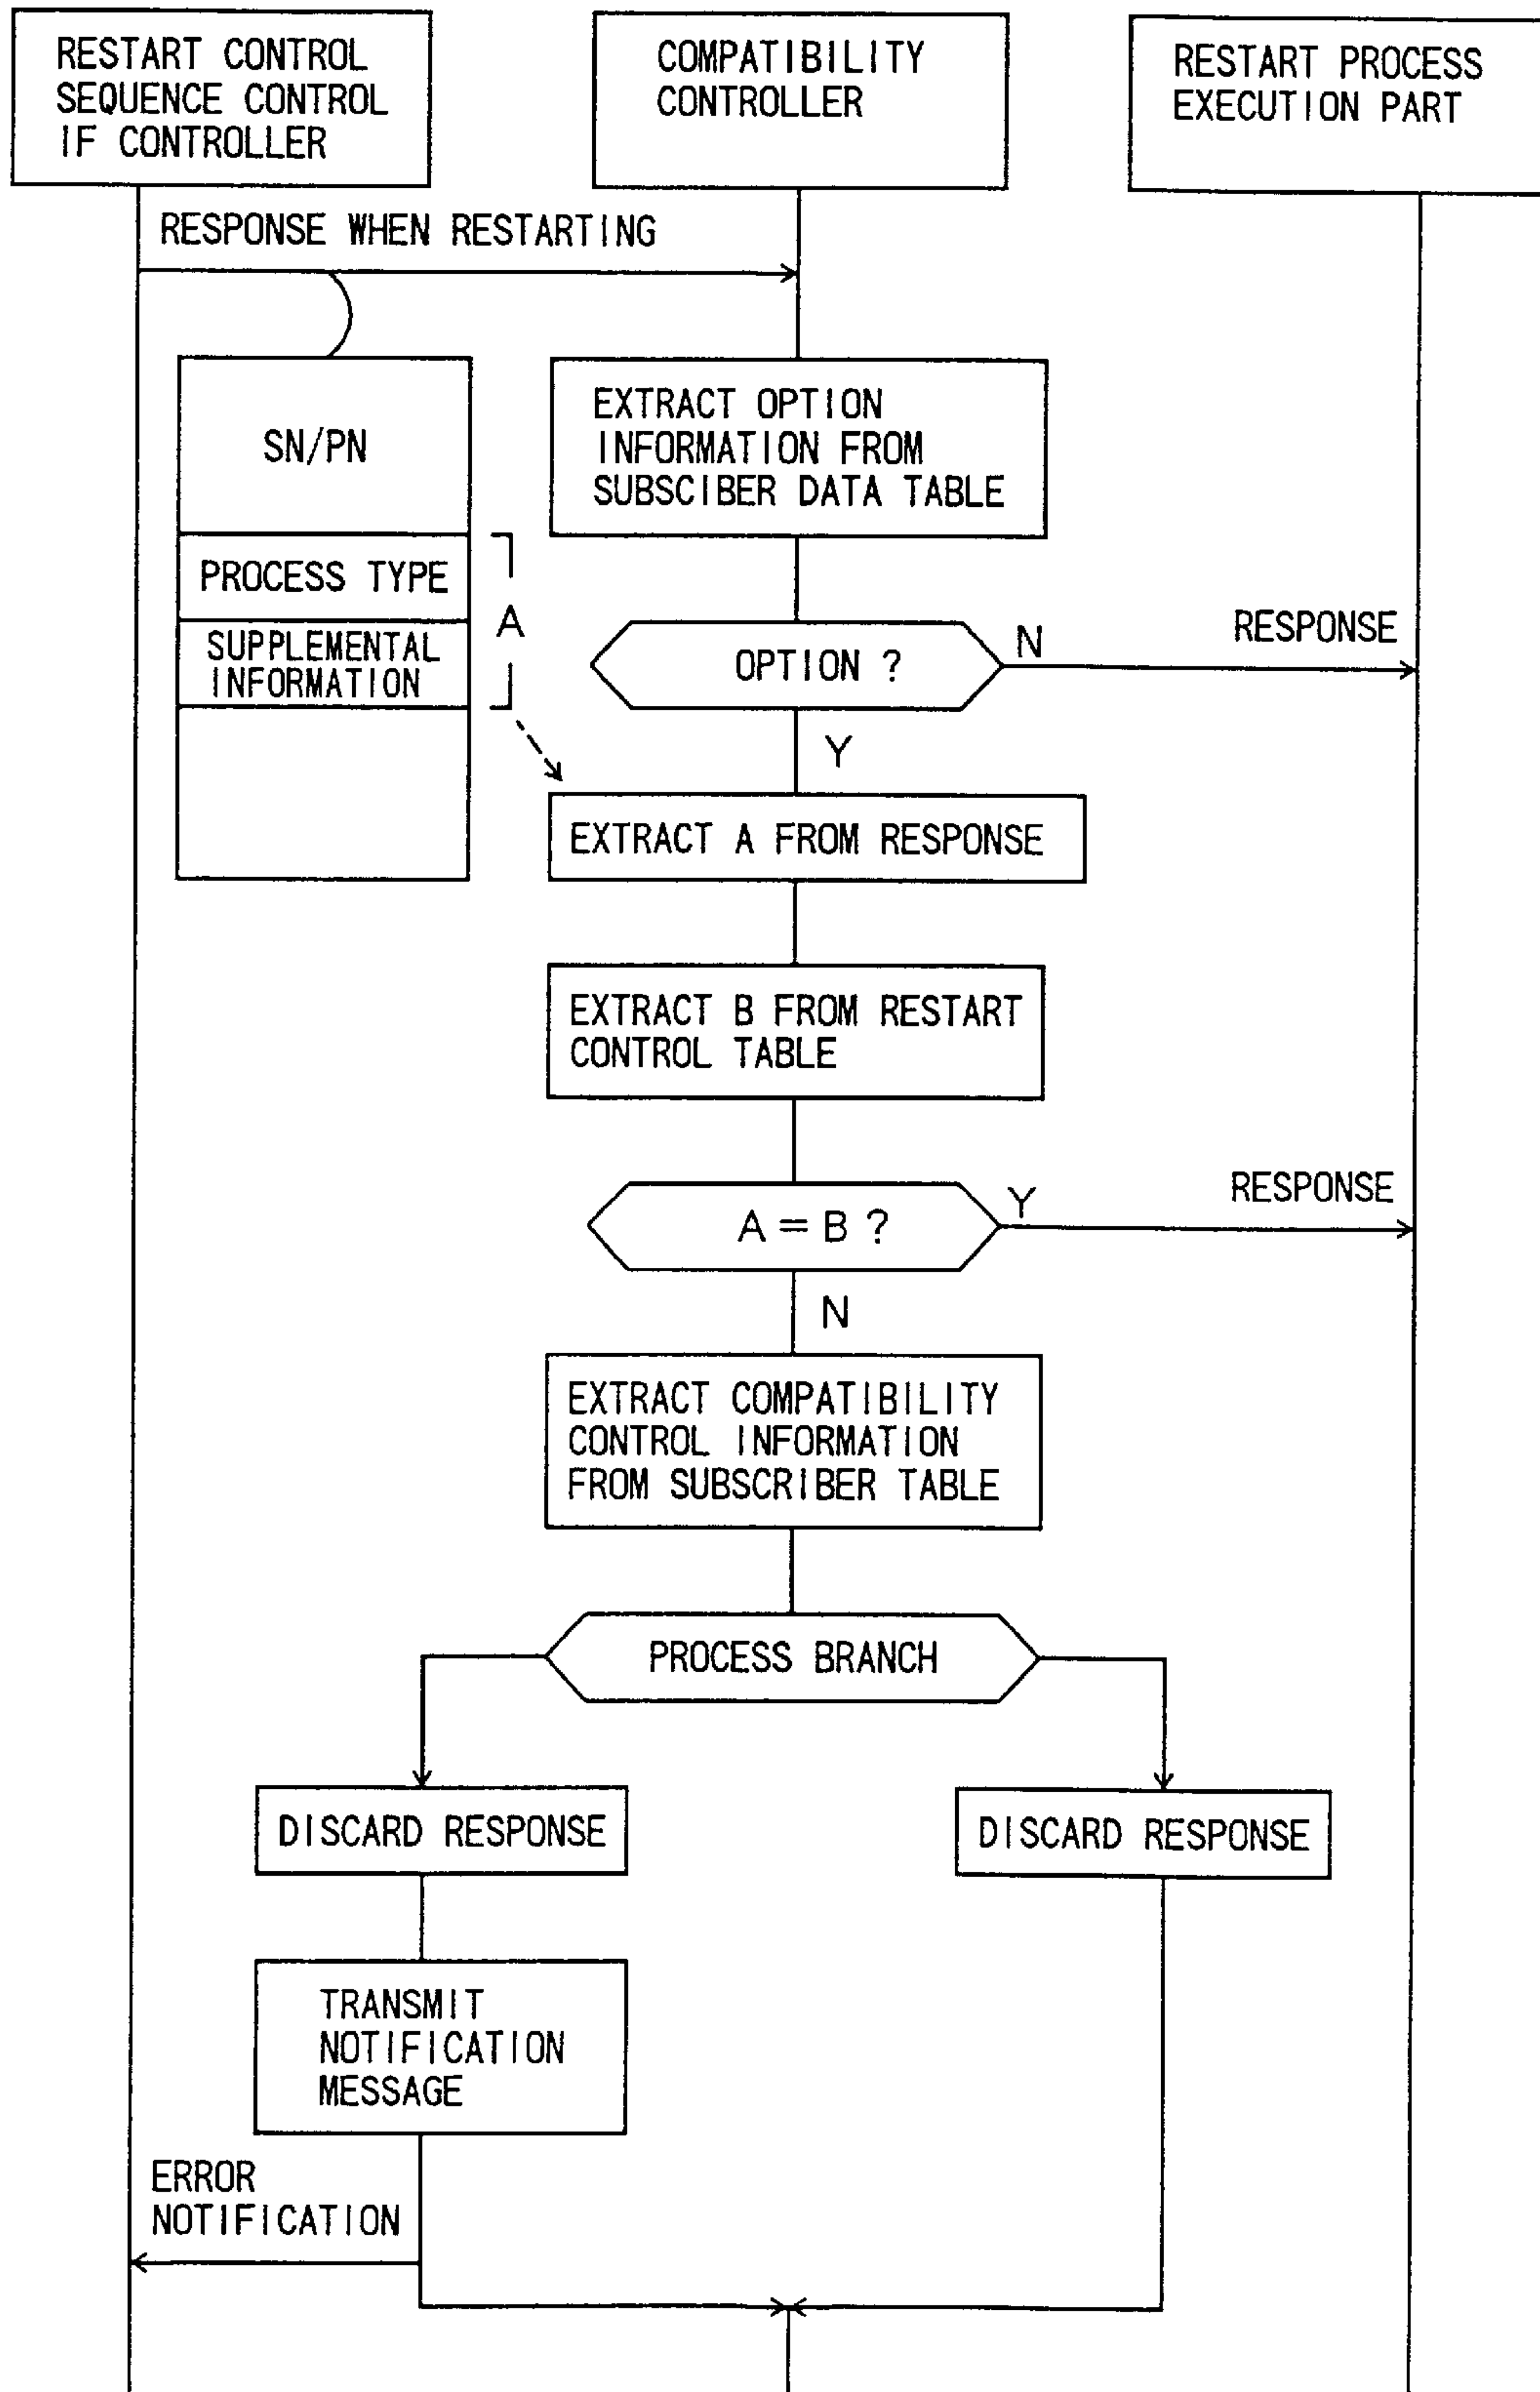 RESTART CONTROL
SEQUENCE CONTROL
IF CONTROLLER
COMPATIBILITY
CONTROLLER
RESTART PROCESS
EXECUTION PART
RESPONSE WHEN RESTARTING
SN/PN
PROCESS TYPE
SUPPLEMENTAL
INFORMATION
A
EXTRACT OPTION
INFORMATION FROM
SUBSCIBER DATA TABLE
OPTION ?
N
RESPONSE
Y
EXTRACT A FROM RESPONSE
EXTRACT B FROM RESTART
CONTROL TABLE
A = B ?
Y
RESPONSE
N
EXTRACT COMPATIBILITY
CONTROL INFORMATION
FROM SUBSCRIBER TABLE
PROCESS BRANCH
DISCARD RESPONSE
DISCARD RESPONSE
TRANSMIT
NOTIFICATION
MESSAGE
ERROR
NOTIFICATION